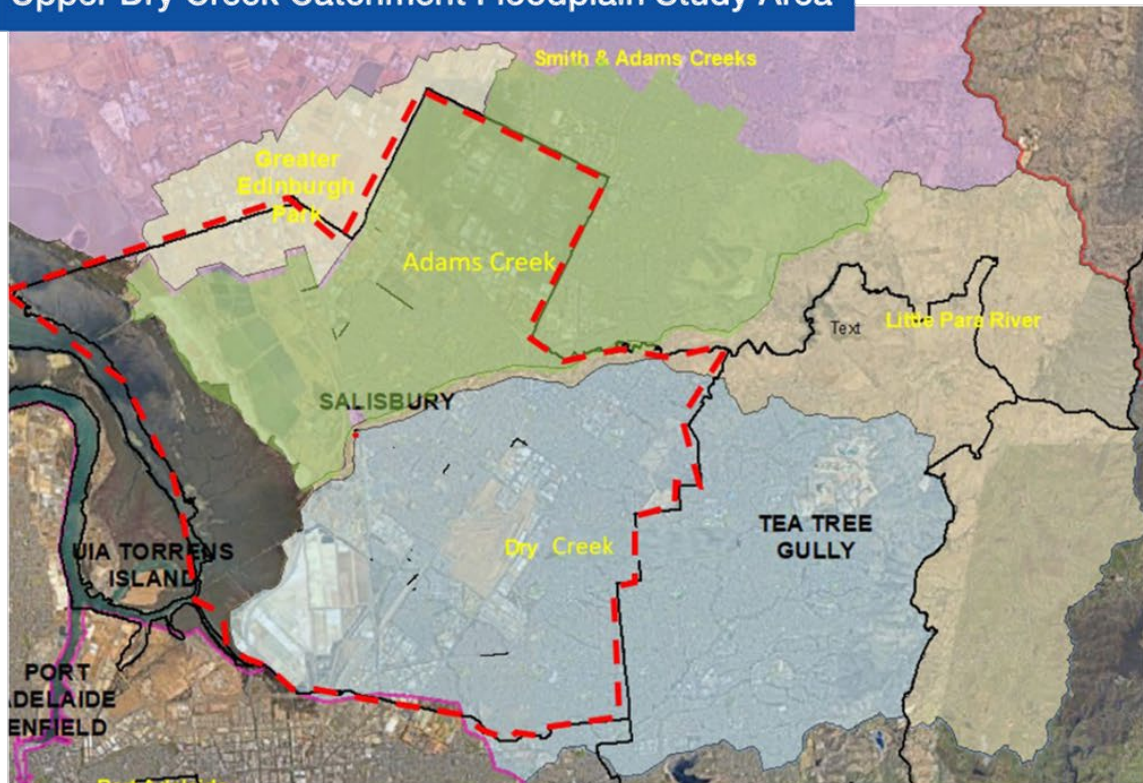 Upper Dry Creek Catchment Floodplain Study Area
Smith & Adams Creeks
Greater
Edinburgh
Park
Adams Creek
Text
Little Para River
SALISBURY
TEA TREE
GULLY
Dry Creek
UIA TORRENS
ISLAND
PORT
ADELAIDE
ENFIELD